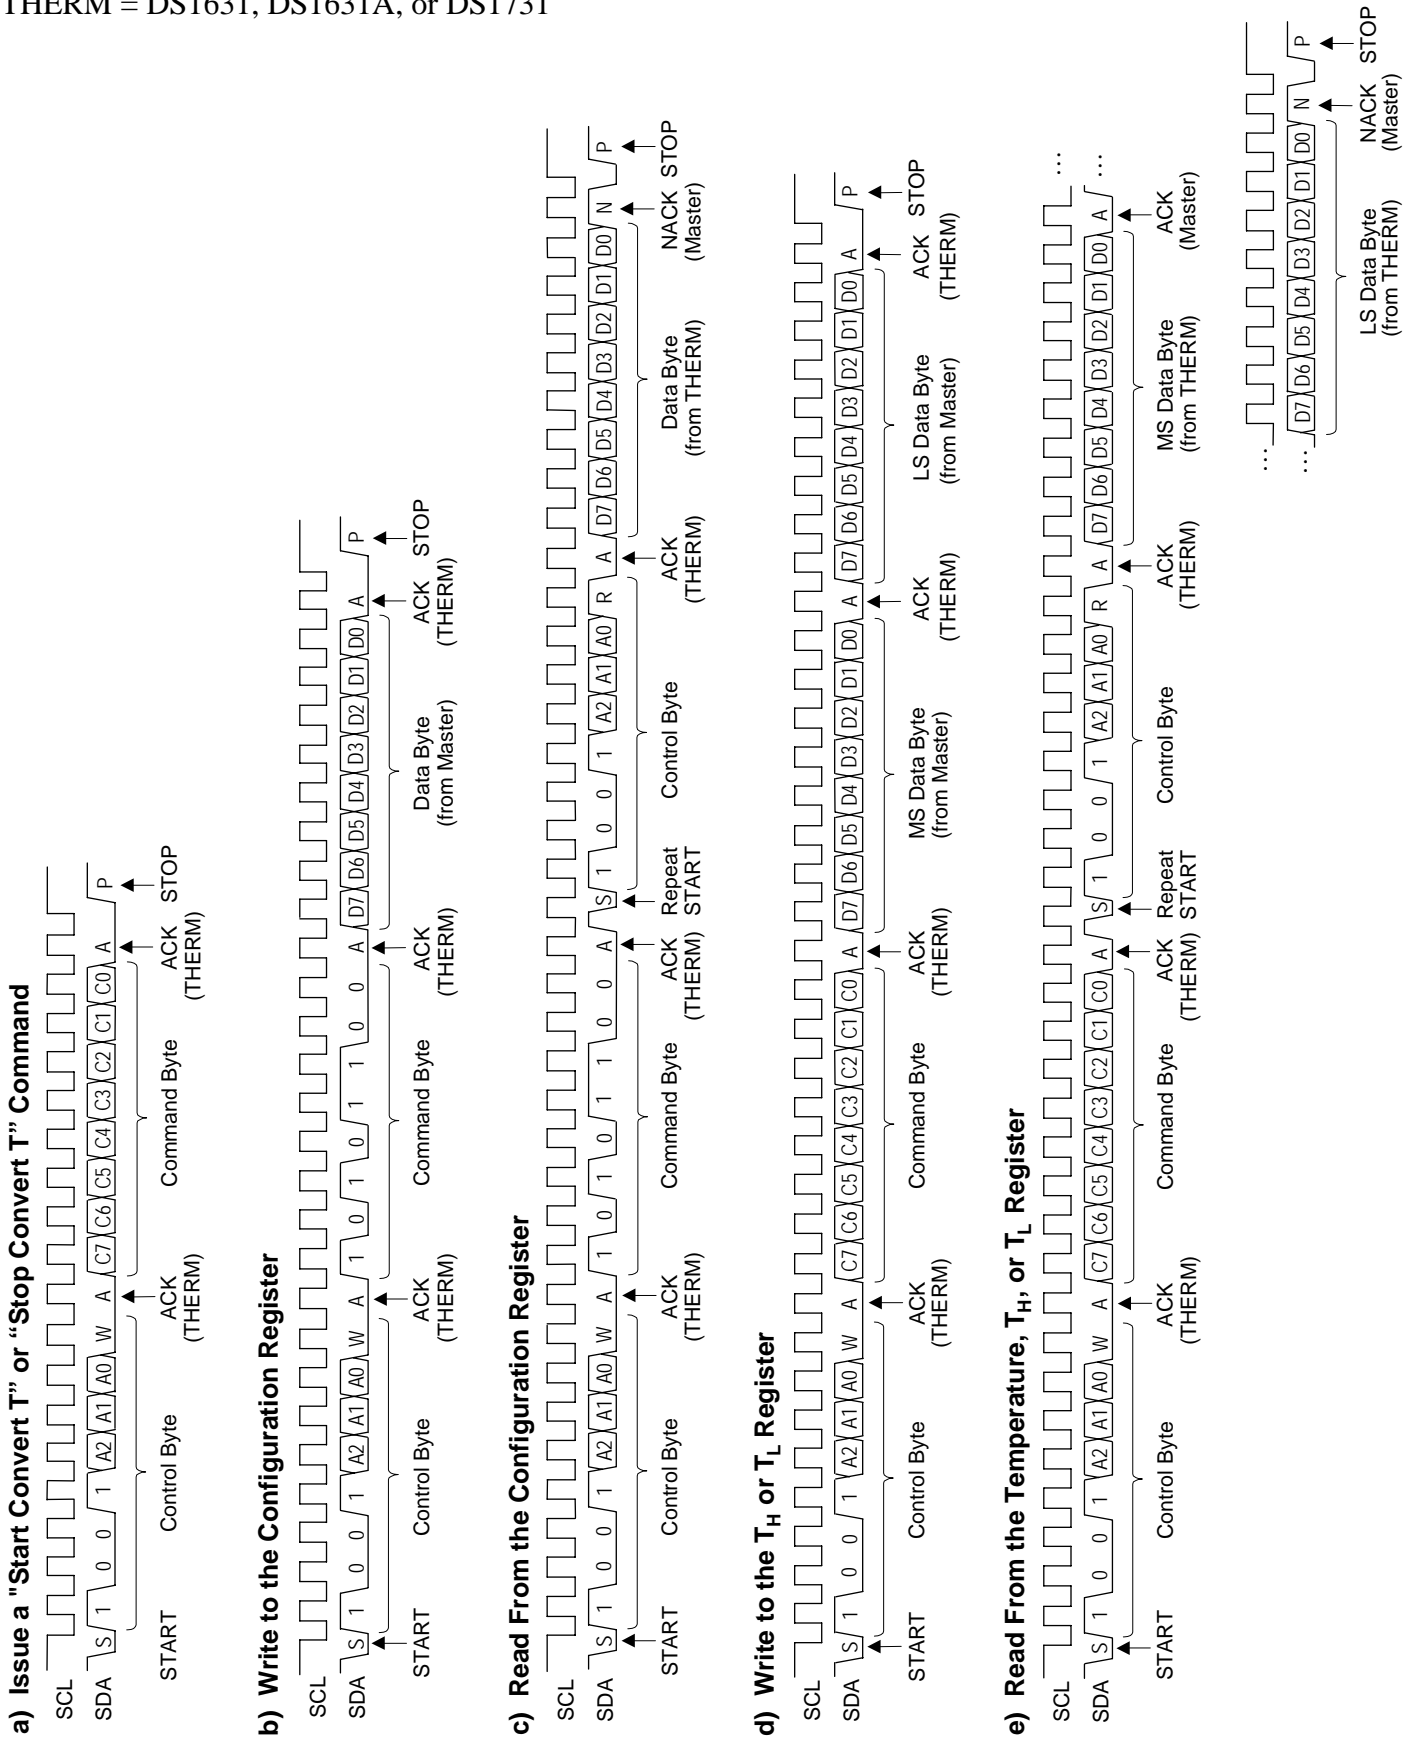 THERM = DS1631, DS1631A, or DS1731
a) Issue a "Start Convert T” or “Stop Convert T” Command
SCL
SDA S 1 0 0 1 A2 A1 A0 W A C7 C6 C5 C4 C3 C2 C1 C0 A P
START Control Byte ACK Command Byte ACK STOP
(THERM) (THERM)
b) Write to the Configuration Register
SCL
SDA S 1 0 0 1 A2 A1 A0 W A 1 0 1 0 1 1 0 0 A D7 D6 D5 D4 D3 D2 D1 D0 A P
START Control Byte ACK Command Byte ACK Data Byte ACK STOP
(THERM) (THERM) (from Master) (THERM)
c) Read From the Configuration Register
SCL
SDA S 1 0 0 1 A2 A1 A0 W A 1 0 1 0 1 1 0 0 A S 1 0 0 1 A2 A1 A0 R A D7 D6 D5 D4 D3 D2 D1 D0 N P
START Control Byte ACK Command Byte ACK Repeat Control Byte ACK Data Byte NACK STOP
(THERM) (THERM) START (THERM) (from THERM) (Master)
d) Write to the TH or TL Register
SCL
SDA S 1 0 0 1 A2 A1 A0 W A C7 C6 C5 C4 C3 C2 C1 C0 A D7 D6 D5 D4 D3 D2 D1 D0 A D7 D6 D5 D4 D3 D2 D1 D0 A P
START Control Byte ACK Command Byte ACK MS Data Byte ACK LS Data Byte ACK STOP
(THERM) (THERM) (from Master) (THERM) (from Master) (THERM)
e) Read From the Temperature, TH, or TL Register
SCL ...
SDA S 1 0 0 1 A2 A1 A0 W A C7 C6 C5 C4 C3 C2 C1 C0 A S 1 0 0 1 A2 A1 A0 R A D7 D6 D5 D4 D3 D2 D1 D0 A ...
START Control Byte ACK Command Byte ACK Repeat Control Byte ACK MS Data Byte ACK
(THERM) (THERM) START (THERM) (from THERM) (Master)
...
... D7 D6 D5 D4 D3 D2 D1 D0 N P
LS Data Byte NACK STOP
(from THERM) (Master)